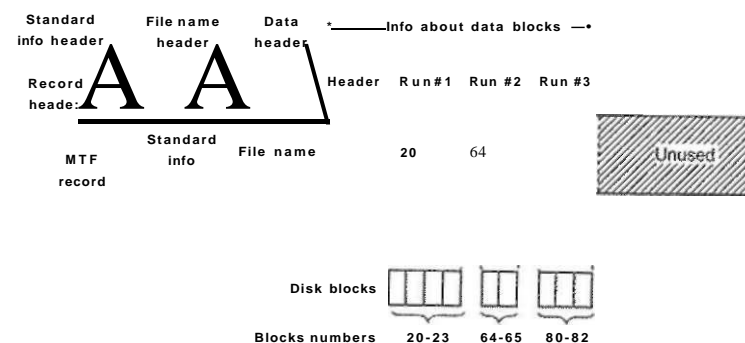 Standard info header
File name header
Data header
*———Info about data blocks —•
Record heade:
A A
Header Run#1 Run #2 Run #3
MTF record
Standard info
File name
20 64
Unused
Disk blocks
Blocks numbers 20-23 64-65 80-82